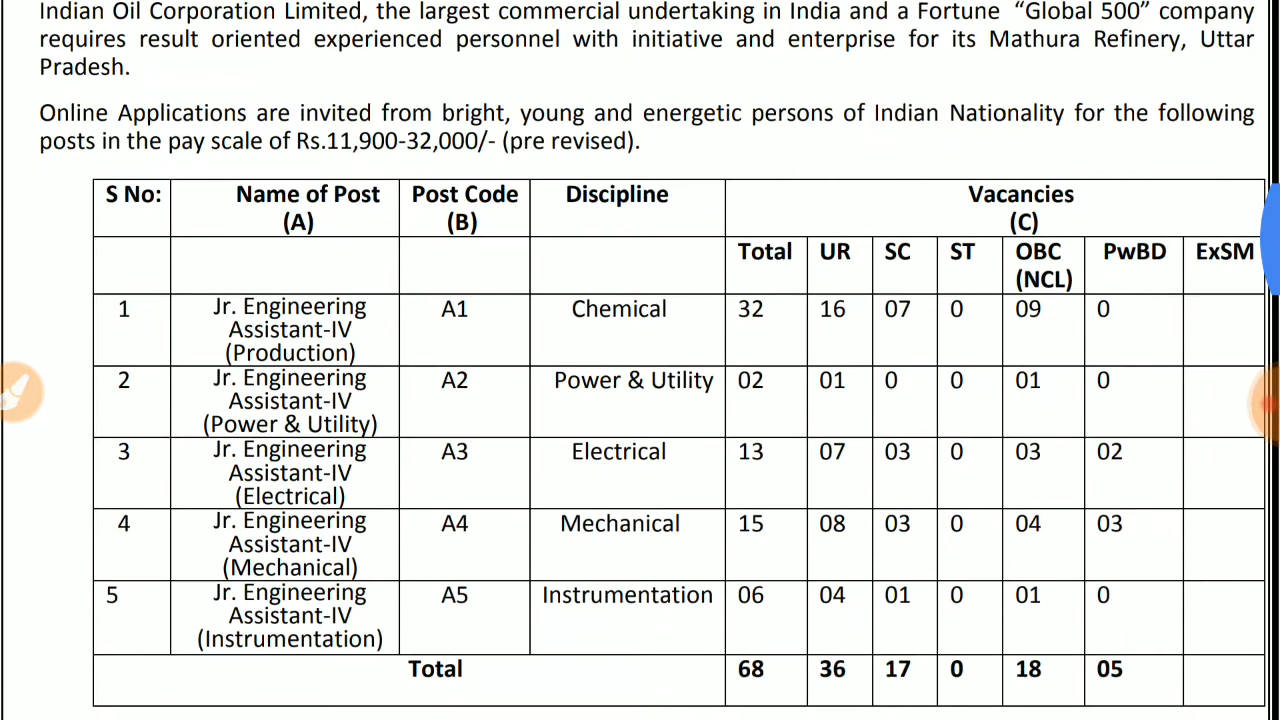 Indian Oil Corporation Limited, the largest commercial undertaking in India and a Fortune “Global 500” company
requires result oriented experienced personnel with initiative and enterprise for its Mathura Refinery, Uttar
Pradesh.
Online Applications are invited from bright, young and energetic persons of Indian Nationality for the following
posts in the pay scale of Rs.11,900-32,000/- (pre revised).
S No: Name of Post Post Code Discipline Vacancies
(A) (B) (C)
Total UR SC ST OBC PwBD ExSM
(NCL)
1 Jr. Engineering A1 Chemical 32 16 07 0 09 0
Assistant-IV
(Production)
2 Jr. Engineering A2 Power & Utility 02 01 0 0 01 0
Assistant-IV
(Power & Utility)
3 Jr. Engineering A3 Electrical 13 07 03 0 03 02
Assistant-IV
(Electrical)
4 Jr. Engineering A4 Mechanical 15 08 03 0 04 03
Assistant-IV
(Mechanical)
5 Jr. Engineering A5 Instrumentation 06 04 01 0 01 0
Assistant-IV
(Instrumentation)
Total 68 36 17 0 18 05